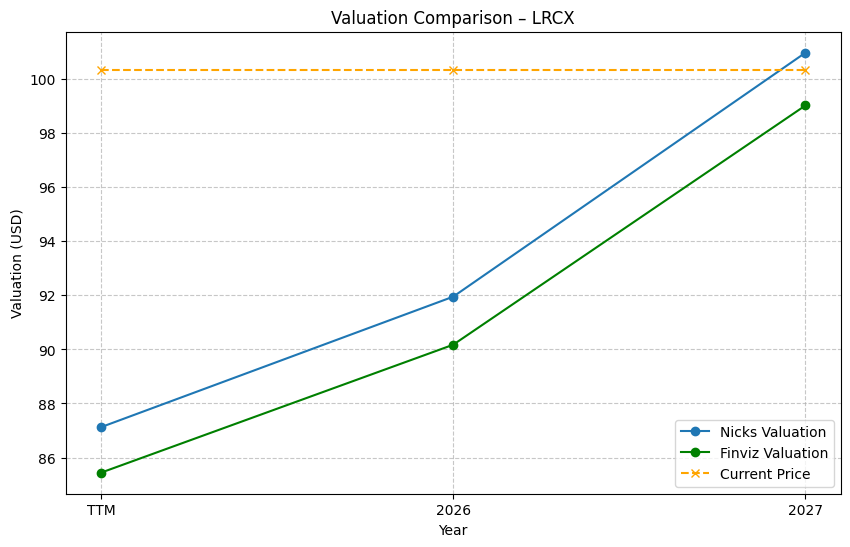 Valuation Comparison – LRCX
Valuation (USD)
100
98
96
94
92
90
88
86
TTM
2026
2027
Year
Nicks Valuation
Finviz Valuation
Current Price